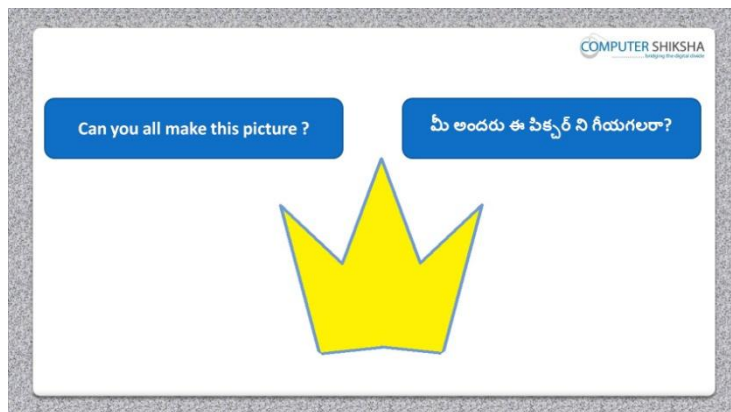 COMPUTER SHIKSHA
bridging the digital divide
Can you all make this picture ?
మీ అందరు ఈ పిక్చర్ ని గీయగలరా?